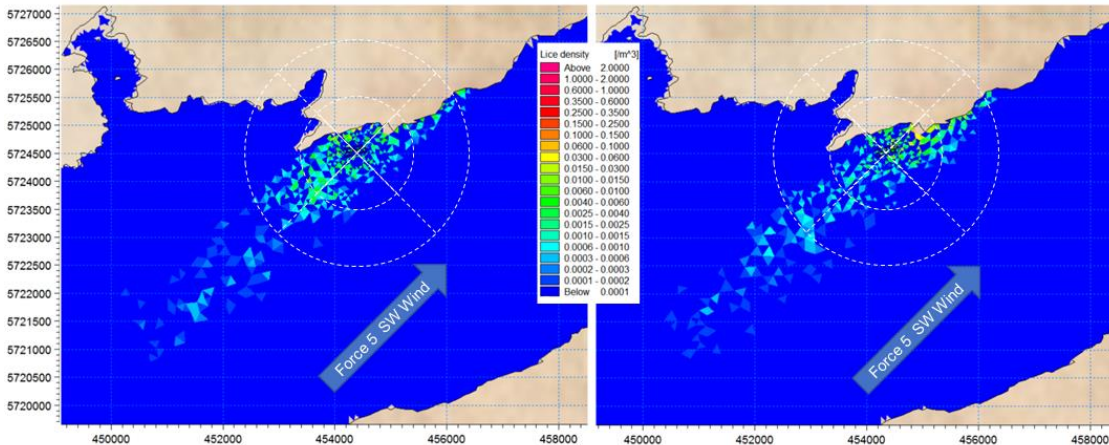 5727000
5726500
5726000
5725500
5725000
5724500
5724000
5723500
5723000
5722500
5722000
5721500
5721000
5720500
5720000
450000 452000 454000 456000 458000
Force 5 SW Wind
Lice density [/m^3]
Above 2.0000
1.0000 - 2.0000
0.6000 - 1.0000
0.3500 - 0.6000
0.2500 - 0.3500
0.1500 - 0.2500
0.1000 - 0.1500
0.0600 - 0.1000
0.0300 - 0.0600
0.0150 - 0.0300
0.0100 - 0.0150
0.0060 - 0.0100
0.0040 - 0.0060
0.0025 - 0.0040
0.0015 - 0.0025
0.0010 - 0.0015
0.0006 - 0.0010
0.0003 - 0.0006
0.0002 - 0.0003
0.0001 - 0.0002
Below 0.0001
Force 5 SW Wind
450000 452000 454000 456000 458000